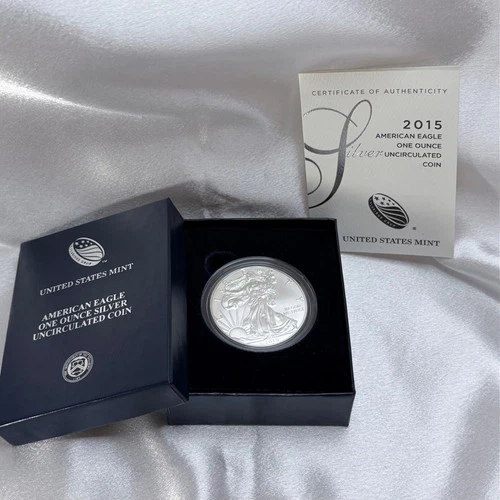 CERTIFICATE OF AUTHENTICITY
2015
AMERICAN EAGLE
ONE OUNCE
Silver UNCIRCULATED
COIN
UNITED STATES MINT
UNITED STATES MINT
AMERICAN EAGLE
ONE OUNCE SILVER
UNCIRCULATED COIN